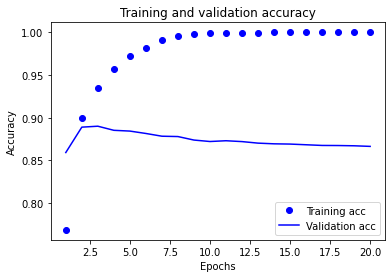 Training and validation accuracy
1.00
0.95
0.90
0.85
0.80
Accuracy
2.5 5.0 7.5 10.0 12.5 15.0 17.5 20.0
Epochs
Training acc
Validation acc